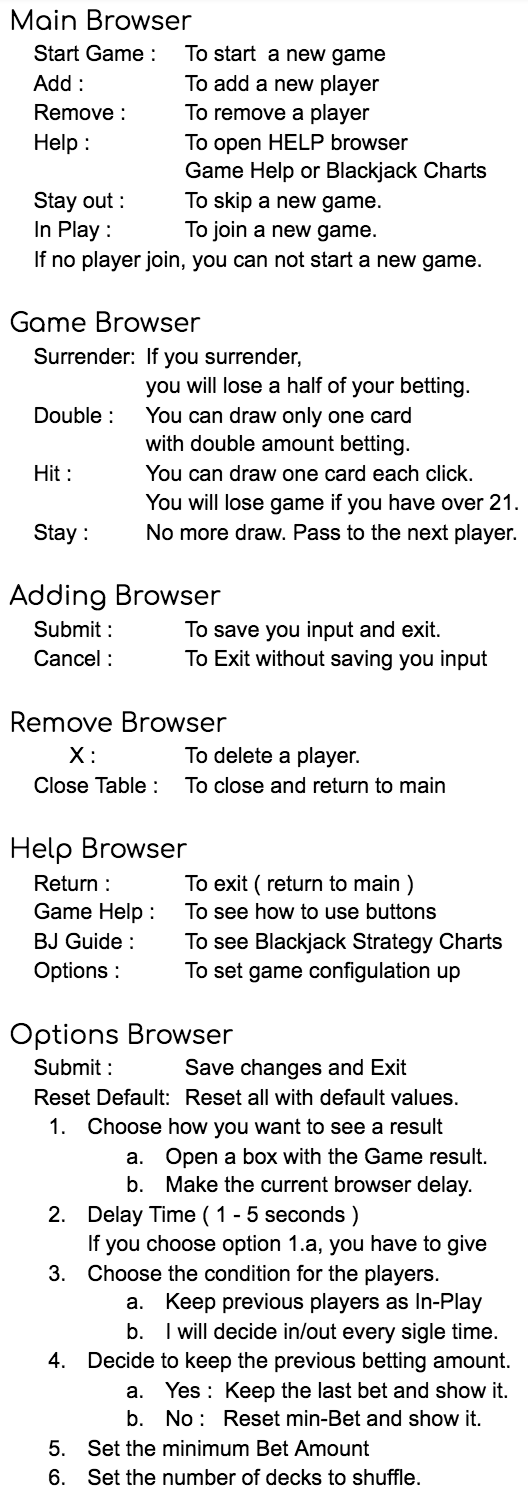 Main Browser
Start Game : To start a new game
Add : To add a new player
Remove : To remove a player
Help : To open HELP browser
Game Help or Blackjack Charts
Stay out : To skip a new game.
In Play : To join a new game.
If no player join, you can not start a new game.
Game Browser
Surrender: If you surrender,
you will lose a half of your betting.
Double : You can draw only one card
with double amount betting.
Hit : You can draw one card each click.
You will lose game if you have over 21.
Stay : No more draw. Pass to the next player.
Adding Browser
Submit : To save you input and exit.
Cancel : To Exit without saving you input
Remove Browser
X : To delete a player.
Close Table : To close and return to main
Help Browser
Return : To exit ( return to main )
Game Help : To see how to use buttons
BJ Guide : To see Blackjack Strategy Charts
Options : To set game configulation up
Options Browser
Submit : Save changes and Exit
Reset Default: Reset all with default values.
1. Choose how you want to see a result
a. Open a box with the Game result.
b. Make the current browser delay.
2. Delay Time ( 1 - 5 seconds )
If you choose option 1.a, you have to give
3. Choose the condition for the players.
a. Keep previous players as In-Play
b. I will decide in/out every sigle time.
4. Decide to keep the previous betting amount.
a. Yes : Keep the last bet and show it.
b. No : Reset min-Bet and show it.
5. Set the minimum Bet Amount
6. Set the number of decks to shuffle.